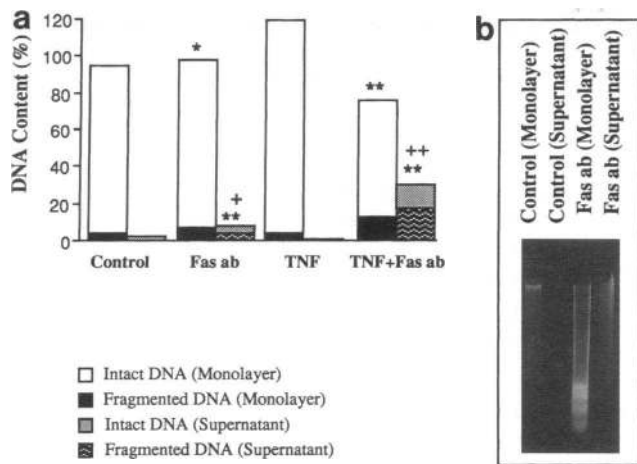 a
120
100
80
60
40
20
0
DNA Content (%)
*
+
**
**
++
**
Control
Fas ab
TNF
TNF+Fas ab
Intact DNA (Monolayer)
Fragmented DNA (Monolayer)
Intact DNA (Supernatant)
Fragmented DNA (Supernatant)
b
Control (Monolayer)
Control (Supernatant)
Fas ab (Monolayer)
Fas ab (Supernatant)